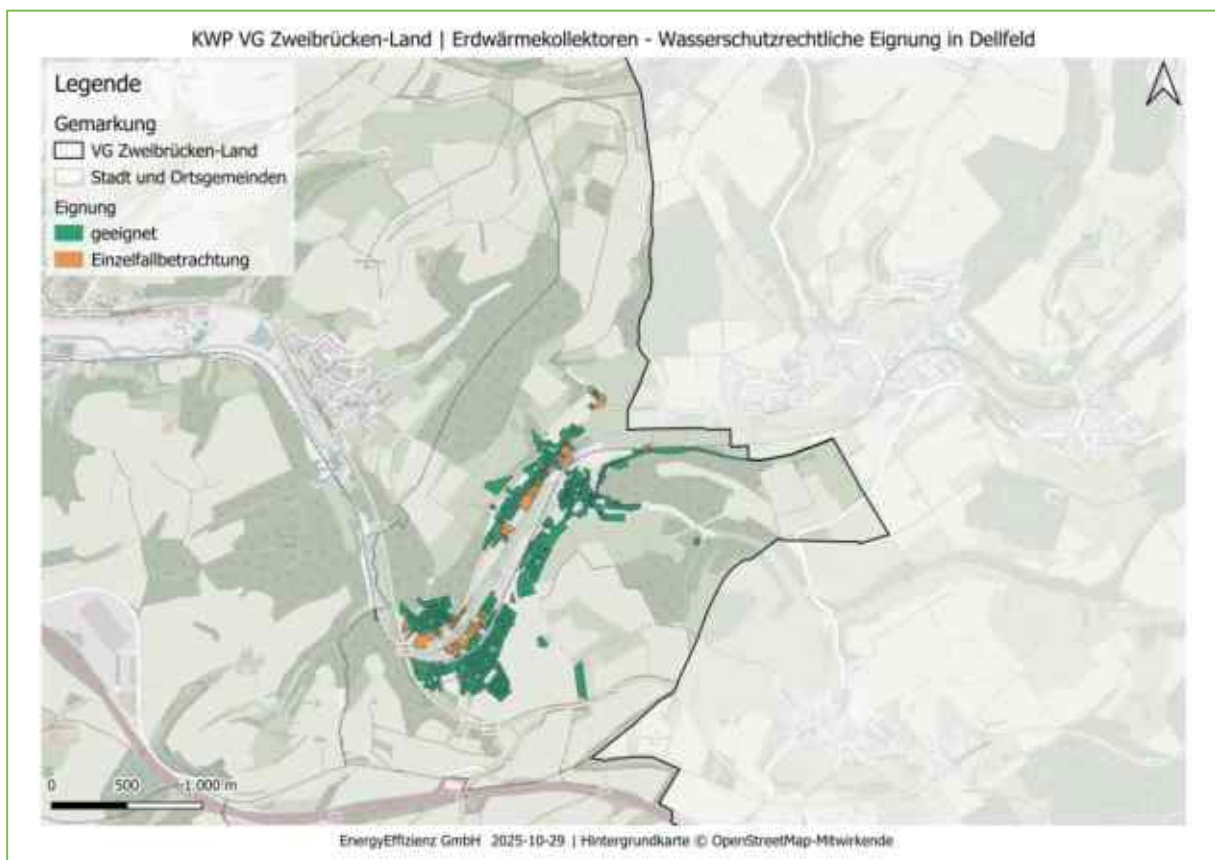 KWP VG Zweibrücken-Land | Erdwärmekollektoren - Wasserschutzrechtliche Eignung in Dellfeld
Legende
Gemarkung
VG Zweibrücken-Land
Stadt und Ortsgemeinden
Eignung
geeignet
Einzelfallbetrachtung
0 500 1.000 m
EnergyEffizienz GmbH 2025-10-29 | Hintergrundkarte © OpenStreetMap-Mitwirkende